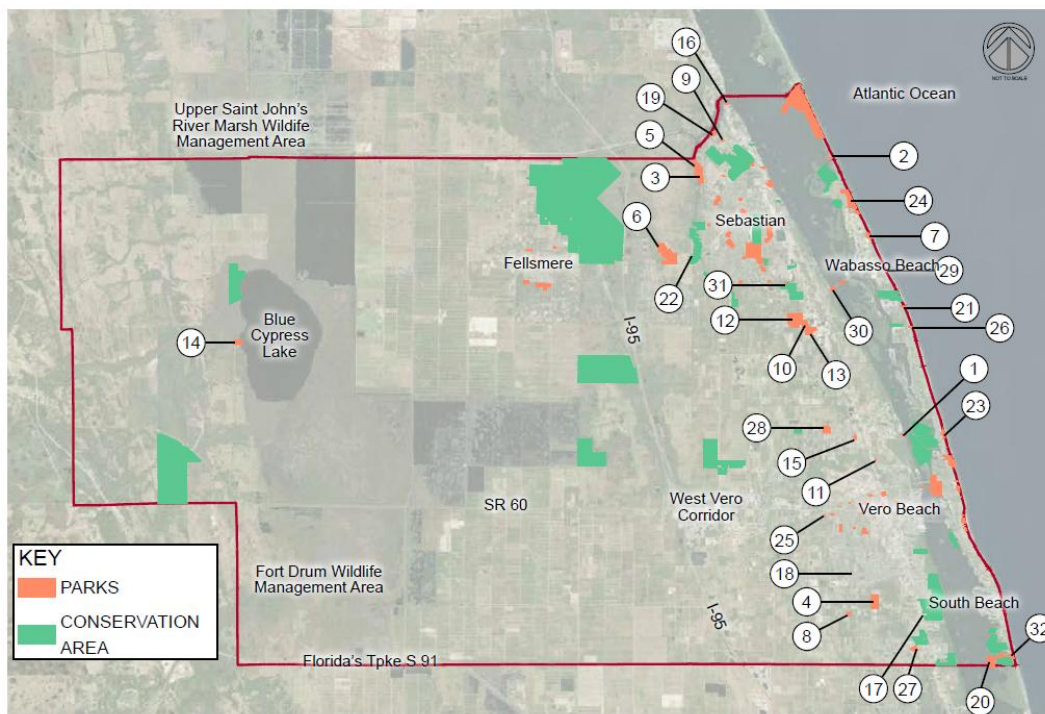 16
9
NOT TO SCALE
Atlantic Ocean
Upper Saint John's
River Marsh Wildlife
Management Area
19
5
3
2
24
6
Sebastian
7
Fellsmere
Wabasso Beach
29
22
31
30
21
12
26
Blue
Cypress
Lake
14
I-95
10
13
1
23
28
15
11
SR 60
West Vero
Corridor
Vero Beach
25
KEY
PARKS
CONSERVATION
AREA
Fort Drum Wildlife
Management Area
18
4
8
I-95
South Beach
32
Florida's Tpke S 91
17
27
20